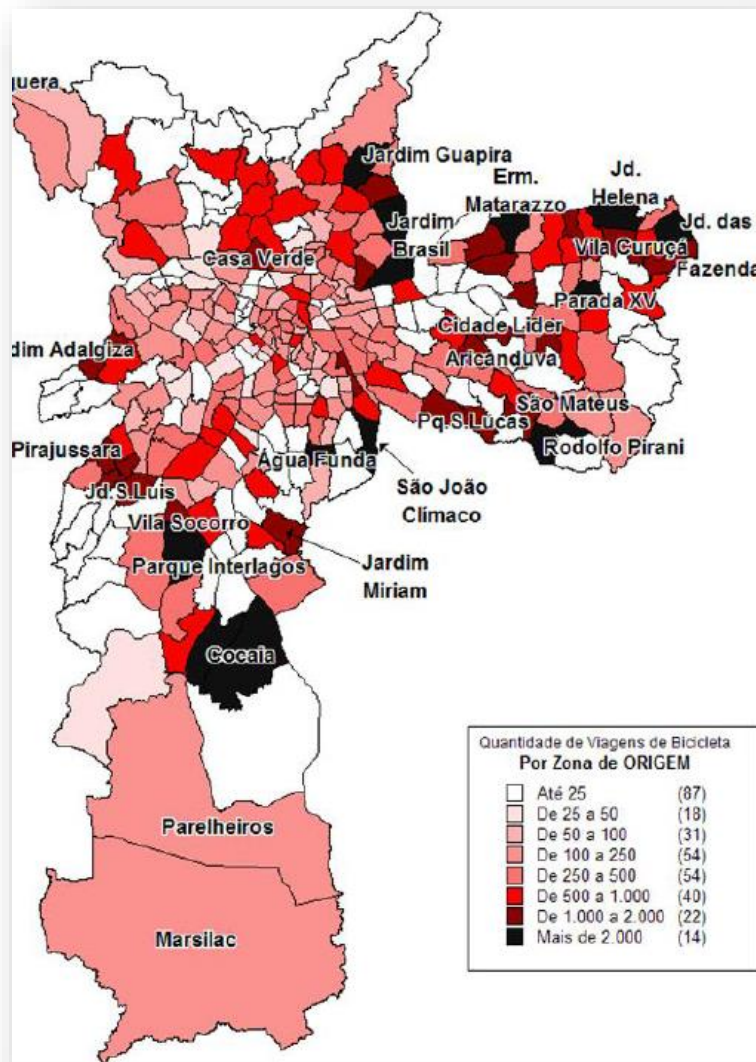 guera
Jardim Guapira
Erm.
Matarazzo
Jd.
Helena
Jardim
Brasil
Jd. das
Fazenda
Vila Curuçá
Casa Verde
Parada XV
Cidade Líder
dim Adalgiza
Aricanduva
São Mateus
Pq.S.Lucas
Rodolfo Pirani
Pirajussara
Água Funda
São João
Clímaco
Jd.S.Luis
Vila Socorro
Parque Interlagos
Jardim
Miriam
Cocaia
Parelheiros
Marsilac
Quantidade de Viagens de Bicicleta
Por Zona de ORIGEM
Até 25 (87)
De 25 a 50 (18)
De 50 a 100 (31)
De 100 a 250 (54)
De 250 a 500 (54)
De 500 a 1.000 (40)
De 1.000 a 2.000 (22)
Mais de 2.000 (14)